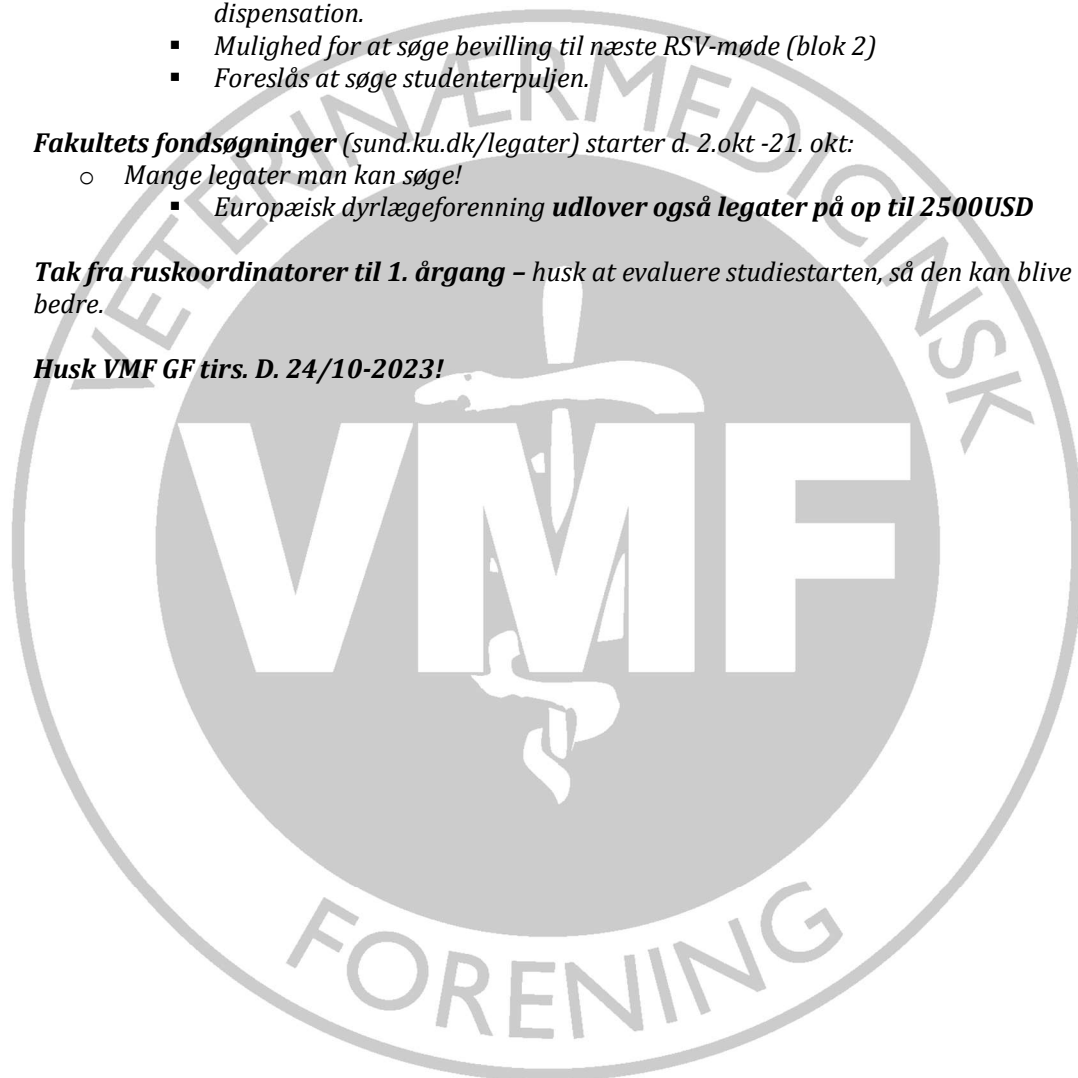 dispensation.
▪ Mulighed for at søge bevilling til næste RSV-møde (blok 2)
▪ Foreslås at søge studenterpuljen.
Fakultets fondsøgninger (sund.ku.dk/legater) starter d. 2.okt -21. okt:
o Mange legater man kan søge!
▪ Europæisk dyrlægeforenning udlover også legater på op til 2500USD
Tak fra ruskoordinatorer til 1. årgang – husk at evaluere studiestarten, så den kan blive
bedre.
Husk VMF GF tirs. D. 24/10-2023!
VETERINÆRMEDICINSK
VMF
FORENING